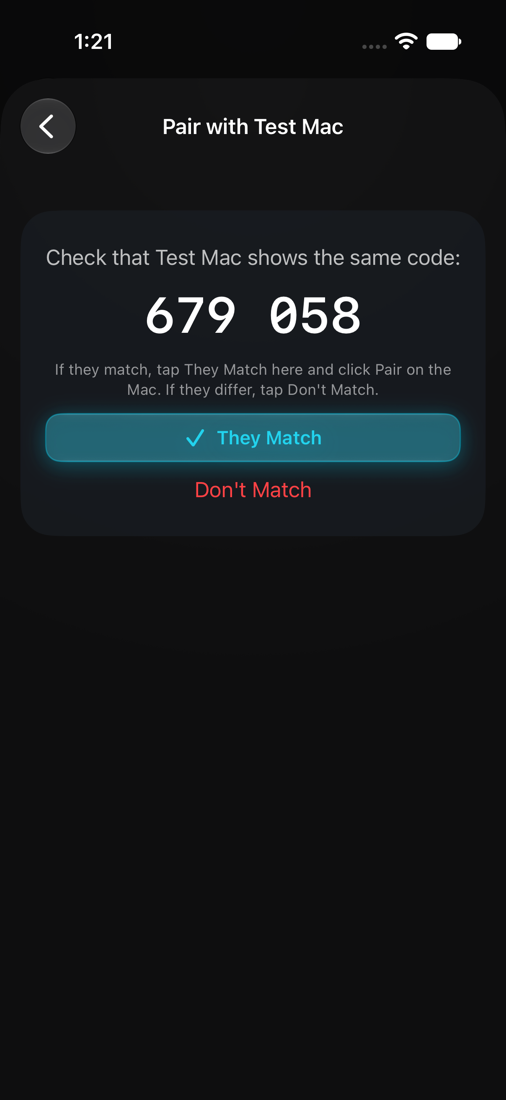 1:21
Pair with Test Mac
Check that Test Mac shows the same code:
679 058
If they match, tap They Match here and click Pair on the
Mac. If they differ, tap Don't Match.
They Match
Don't Match